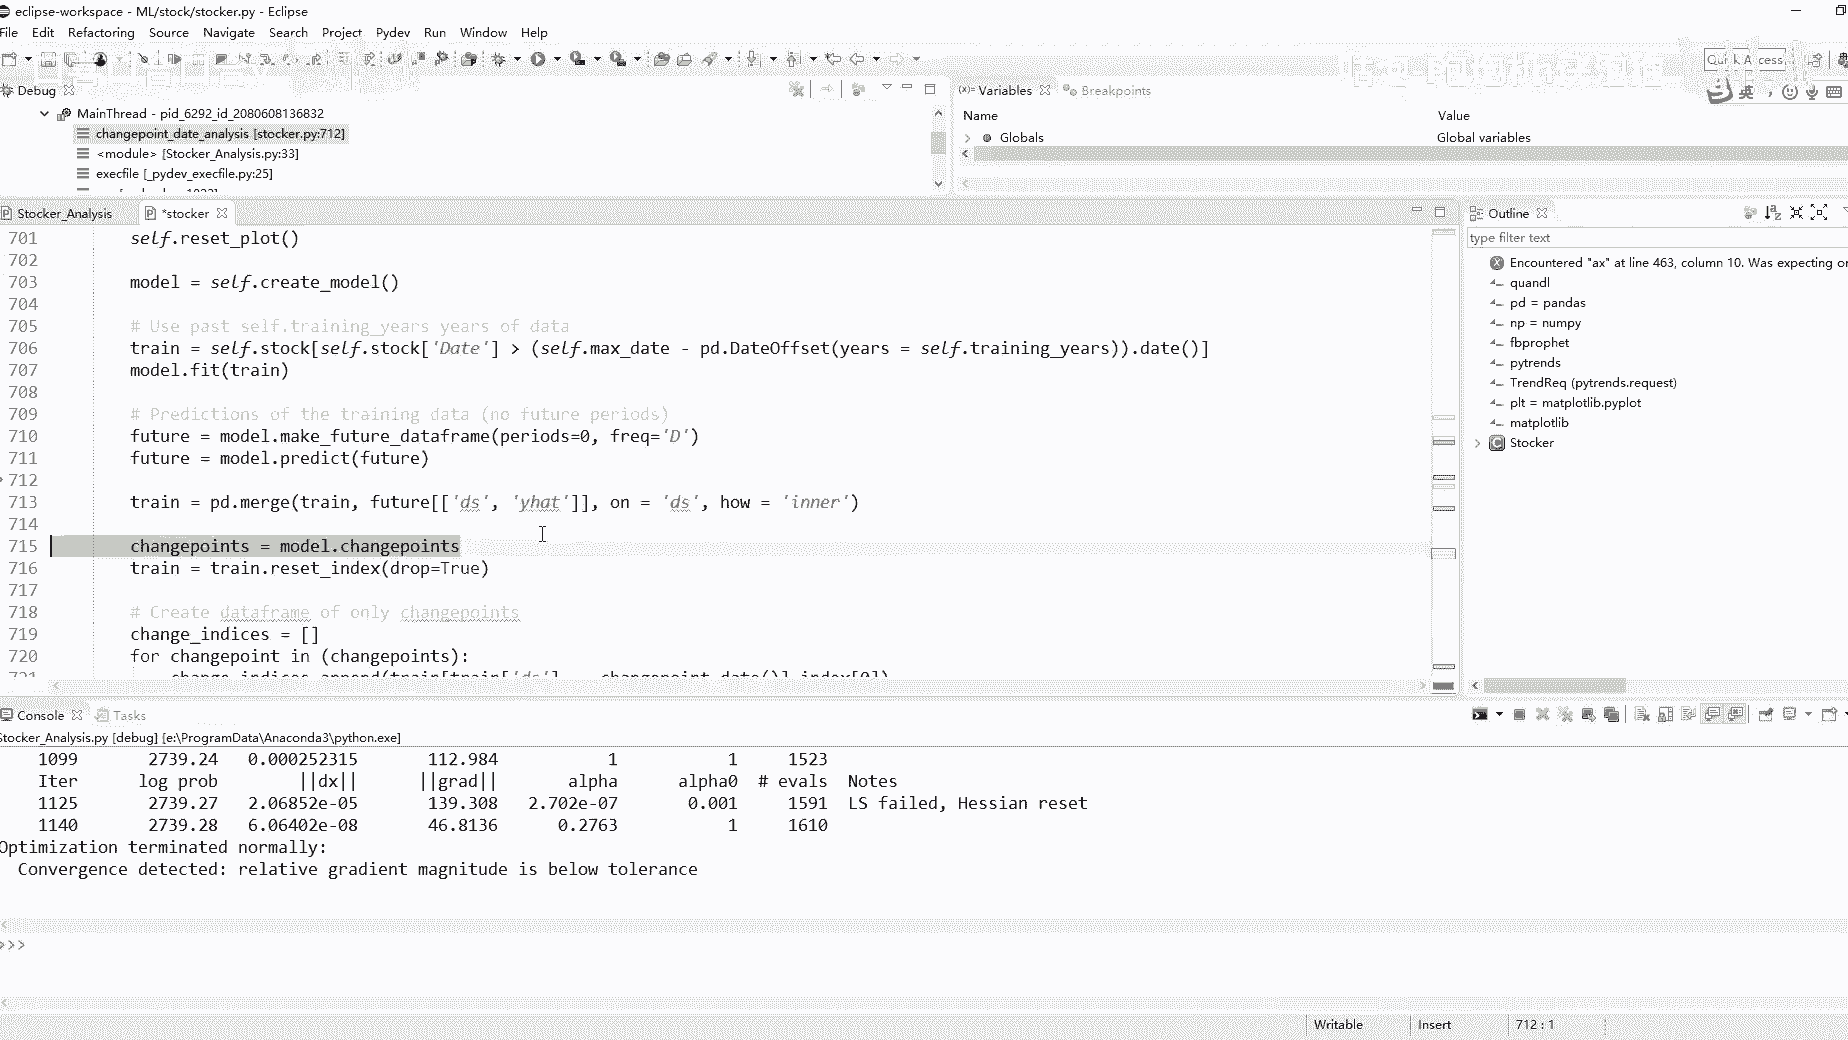 eclipse-workspace - ML/stock/stocker.py - Eclipse
File Edit Refactoring Source Navigate Search Project Pydev Run Window Help
Quick Access
Debug
Variables Breakpoints
MainThread - pid_6292_id_2080608136832
changepoint_date_analysis [stocker.py:712]
<module> [Stocker_Analysis.py:33]
execfile [_pydev_execfile.py:25]
Name Value
Globals Global variables
Stocker_Analysis *stocker
701 self.reset_plot()
702
703 model = self.create_model()
704
705 # Use past self.training_years years of data
706 train = self.stock[self.stock['Date'] > (self.max_date - pd.DateOffset(years = self.training_years)).date()]
707 model.fit(train)
708
709 # Predictions of the training data (no future periods)
710 future = model.make_future_dataframe(periods=0, freq='D')
711 future = model.predict(future)
712
713 train = pd.merge(train, future[['ds', 'yhat']], on = 'ds', how = 'inner')
714
715 changepoints = model.changepoints
716 train = train.reset_index(drop=True)
717
718 # Create dataframe of only changepoints
719 change_indices = []
720 for changepoint in (changepoints):
Outline
type filter text
Encountered "ax" at line 463, column 10. Was expecting
quandl
pd = pandas
np = numpy
fbprophet
pytrends
TrendReq (pytrends.request)
plt = matplotlib.pyplot
matplotlib
Stocker
Console Tasks
Stocker_Analysis.py [debug] [e:\ProgramData\Anaconda3\python.exe]
1099 2739.24 0.000252315 112.984 1 1 1523
Iter log prob ||dx|| ||grad|| alpha alpha0 # evals Notes
1125 2739.27 2.06852e-05 139.308 2.702e-07 0.001 1591 LS failed, Hessian reset
1140 2739.28 6.06402e-08 46.8136 0.2763 1 1610
Optimization terminated normally:
Convergence detected: relative gradient magnitude is below tolerance
>>>
Writable Insert 712 : 1